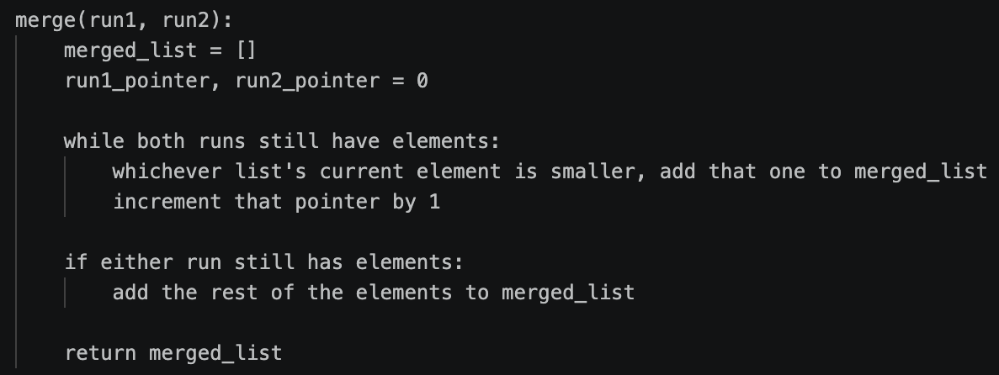 merge(run1, run2):
merged_list = []
run1_pointer, run2_pointer = 0
while both runs still have elements:
whichever list's current element is smaller, add that one to merged_list
increment that pointer by 1
if either run still has elements:
add the rest of the elements to merged_list
return merged_list